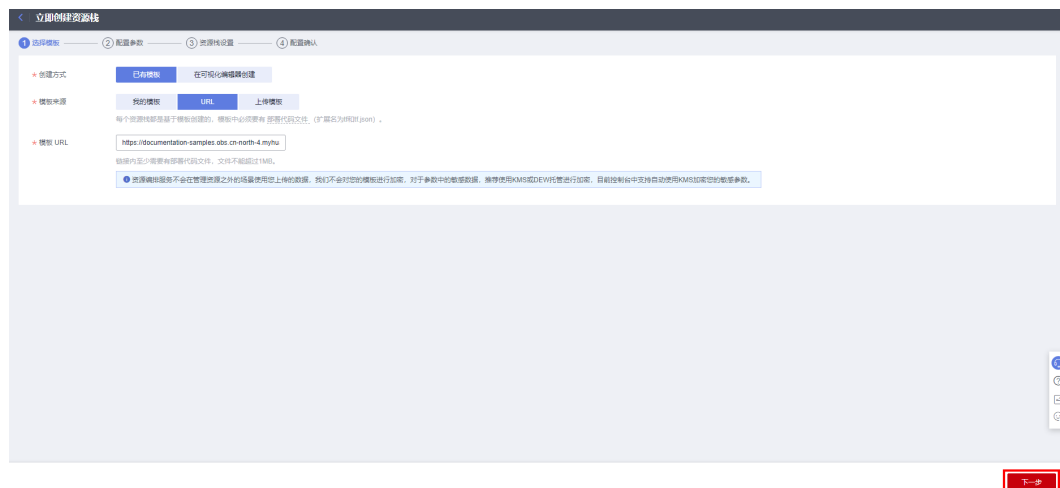 立即创建资源栈
1 选择模板 2 配置参数 3 资源栈设置 4 配置确认
* 创建方式 已有模板 在可视化编辑器创建
* 模板来源 我的模板 URL 上传模板
每个资源栈都是基于模板创建的，模板中必须要有 部署代码文件 （扩展名为tf和tf.json）。
* 模板 URL https://documentation-samples.obs.cn-north-4.myhu
链接内至少需要有部署代码文件，文件不能超过1MB。
资源编排服务不会在管理资源之外的场景使用您上传的数据，我们不会对您的模板进行加密，对于参数中的敏感数据，推荐使用KMS或DEW托管进行加密，目前控制台中支持自动使用KMS加密您的敏感参数。
下一步